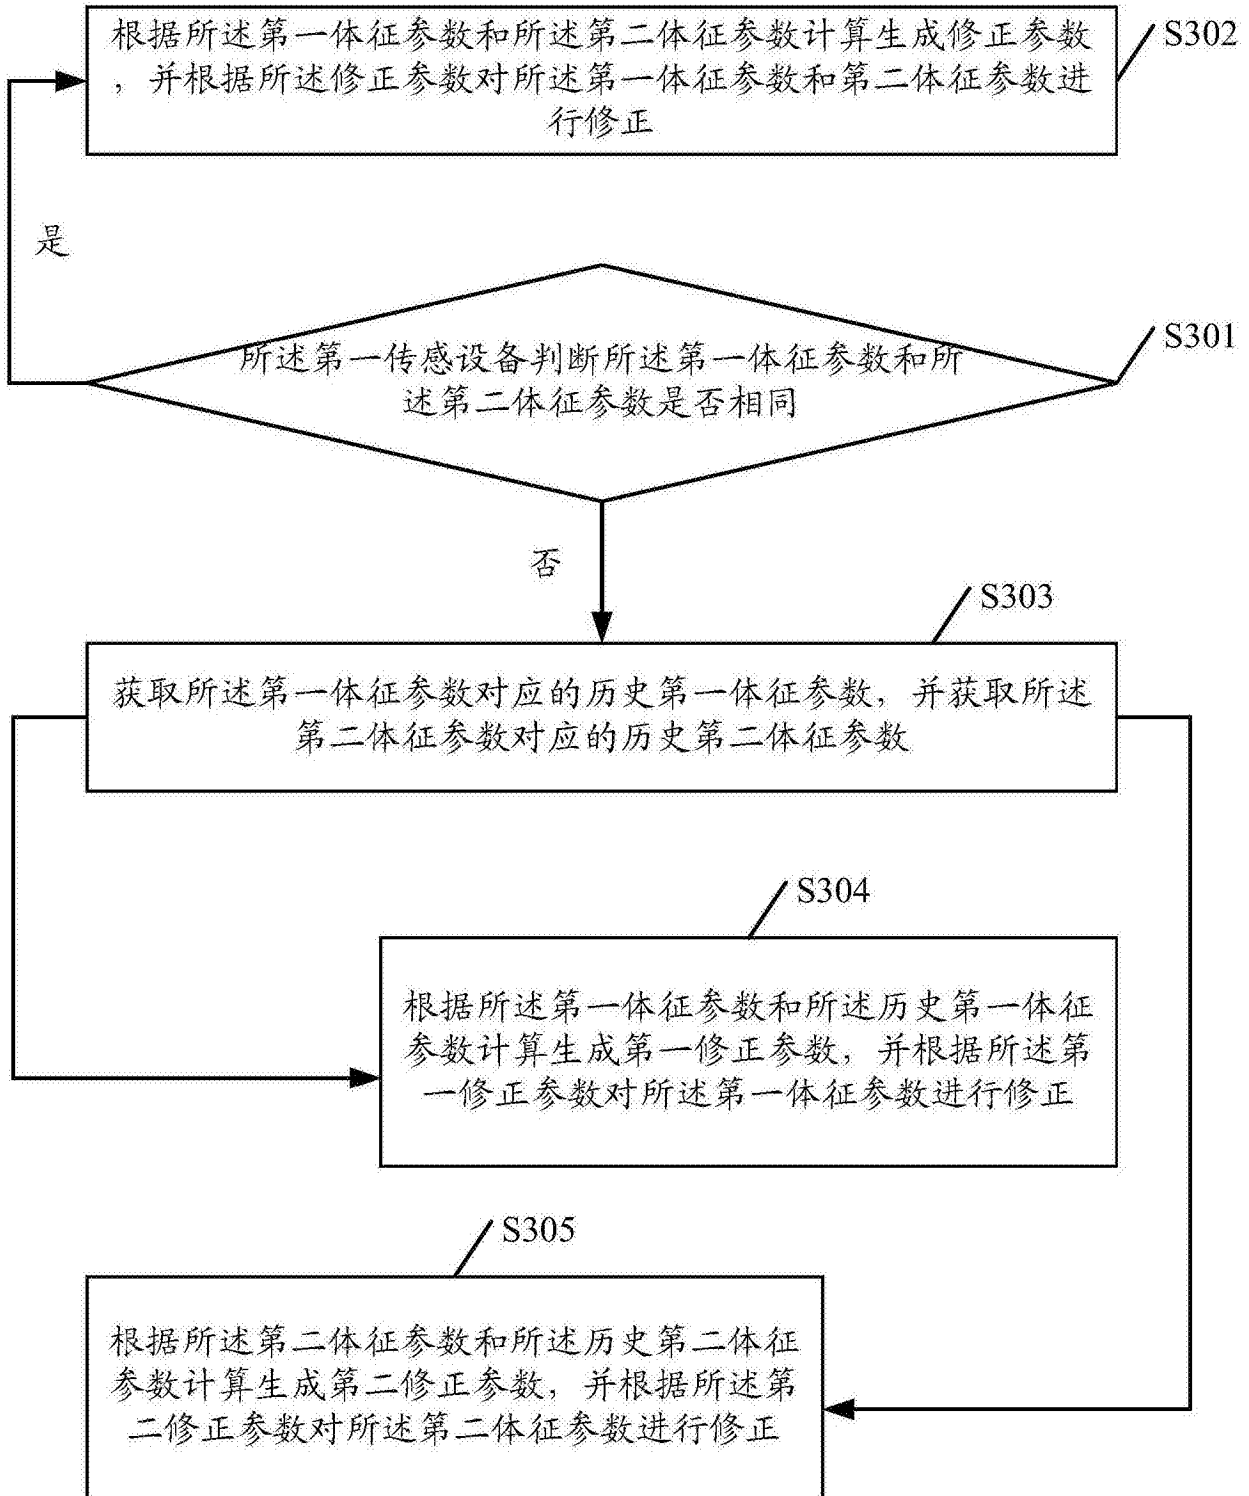 根据所述第一体征参数和所述第二体征参数计算生成修正参数
，并根据所述修正参数对所述第一体征参数和第二体征参数进
行修正
S302
是
所述第一传感设备判断所述第一体征参数和所
述第二体征参数是否相同
S301
否
S303
获取所述第一体征参数对应的历史第一体征参数，并获取所述
第二体征参数对应的历史第二体征参数
S304
根据所述第一体征参数和所述历史第一体征
参数计算生成第一修正参数，并根据所述第
一修正参数对所述第一体征参数进行修正
S305
根据所述第二体征参数和所述历史第二体征
参数计算生成第二修正参数，并根据所述第
二修正参数对所述第二体征参数进行修正